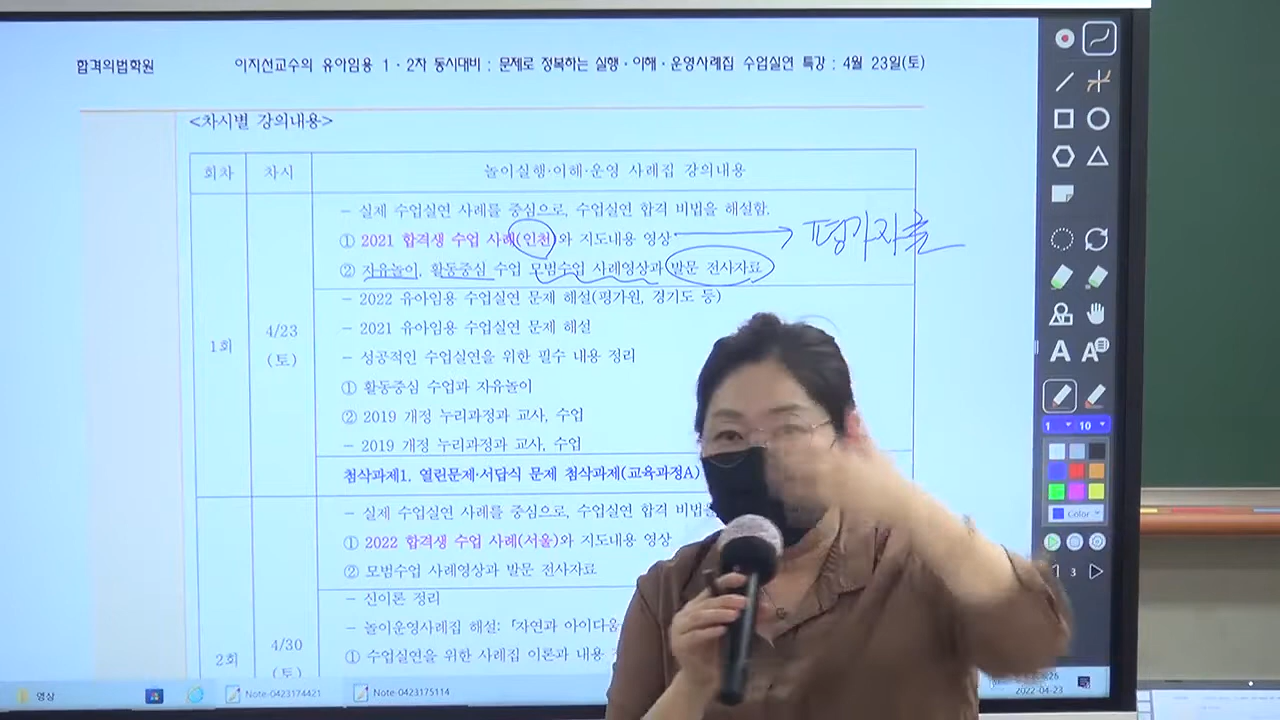 합격의법학원 이지선교수의 유아임용 1·2차 동시대비 : 문제로 정복하는 실행·이해·운영사례집 수업실연 특강 : 4월 23일(토)
<차시별 강의내용>
회차 차시 놀이실행·이해·운영 사례집 강의내용
- 실제 수업실연 사례를 중심으로, 수업실연 합격 비법을 해설함.
① 2021 합격생 수업 사례(인천)와 지도내용 영상 평가자료
② 자유놀이, 활동중심 수업 모범수업 사례영상과 발문 전사자료
- 2022 유아임용 수업실연 문제 해설(평가원, 경기도 등)
- 2021 유아임용 수업실연 문제 해설
1회 4/23 (토)
- 성공적인 수업실연을 위한 필수 내용 정리
① 활동중심 수업과 자유놀이
② 2019 개정 누리과정과 교사, 수업
- 2019 개정 누리과정과 교사, 수업
첨삭과제1. 열린문제·서답식 문제 첨삭과제(교육과정A)
- 실제 수업실연 사례를 중심으로, 수업실연 합격 비법을
① 2022 합격생 수업 사례(서울)와 지도내용 영상
② 모범수업 사례영상과 발문 전사자료
- 신이론 정리
- 놀이운영사례집 해설: 「자연과 아이다움
2회 4/30 (토)
① 수업실연을 위한 사례집 이론과 내용
A A
1 10
Color
1 3
영상 Note-0423174421 Note-0423175114
2022-04-23